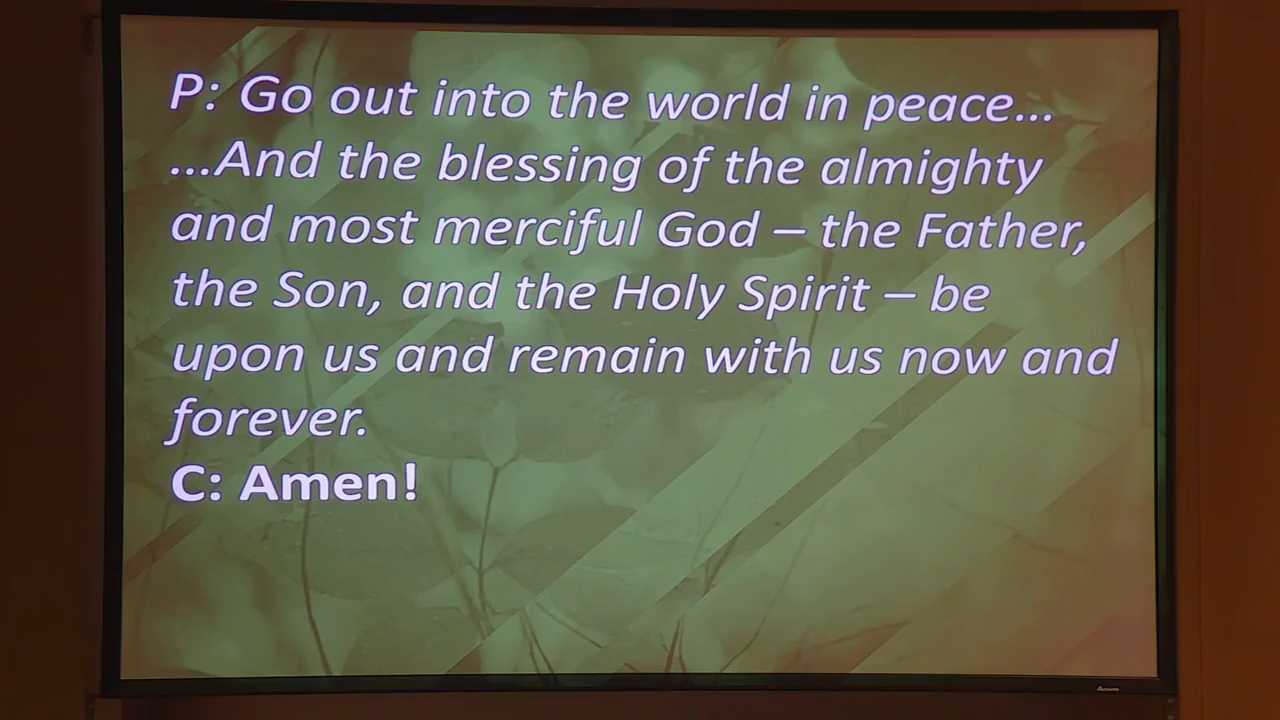 P: Go out into the world in peace...
...And the blessing of the almighty
and most merciful God – the Father,
the Son, and the Holy Spirit – be
upon us and remain with us now and
forever.
C: Amen!